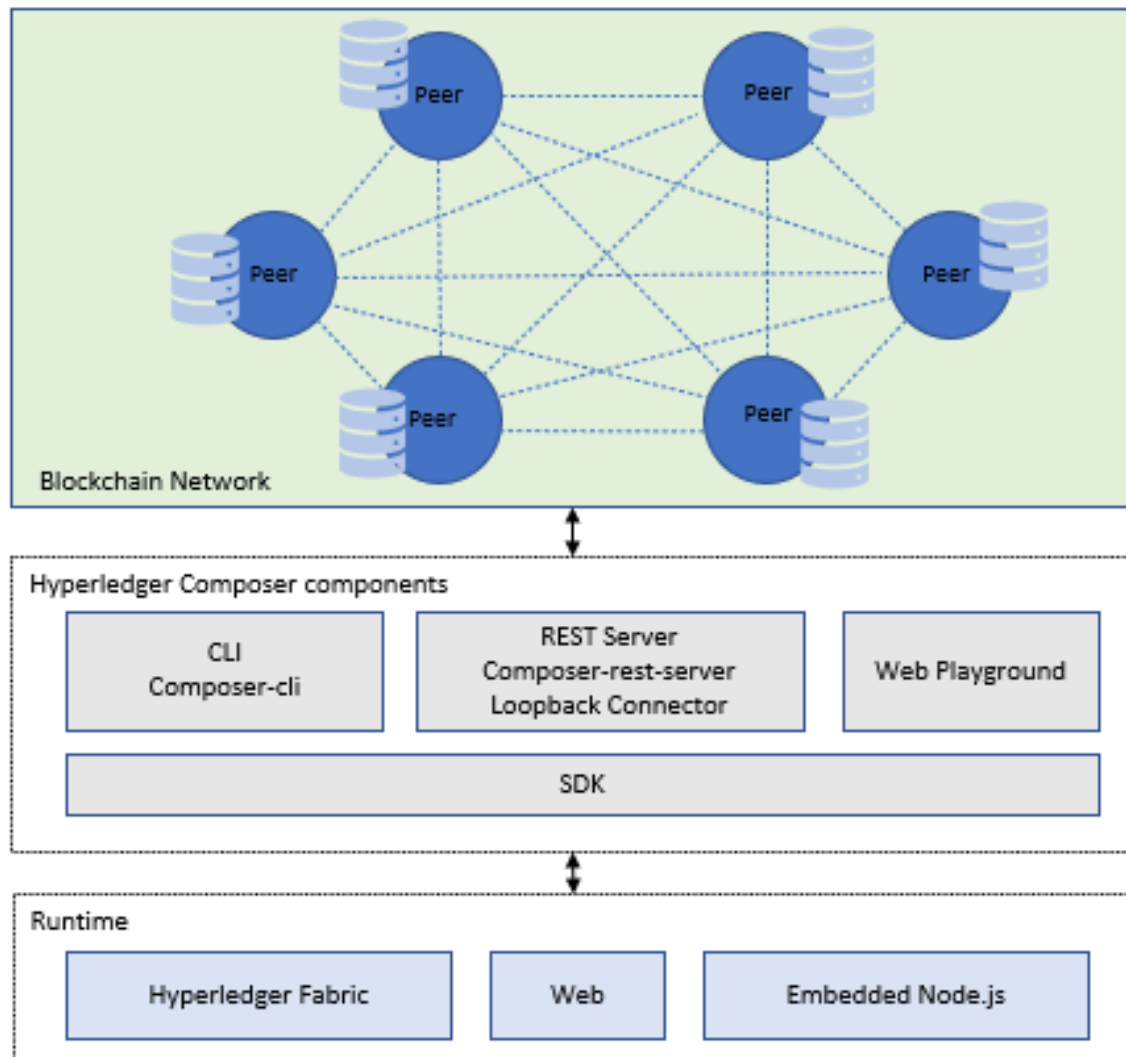 Peer
Peer
Peer
Peer
Peer
Peer
Blockchain Network
Hyperledger Composer components
CLI
Composer-cli
REST Server
Composer-rest-server
Loopback Connector
Web Playground
SDK
Runtime
Hyperledger Fabric
Web
Embedded Node.js